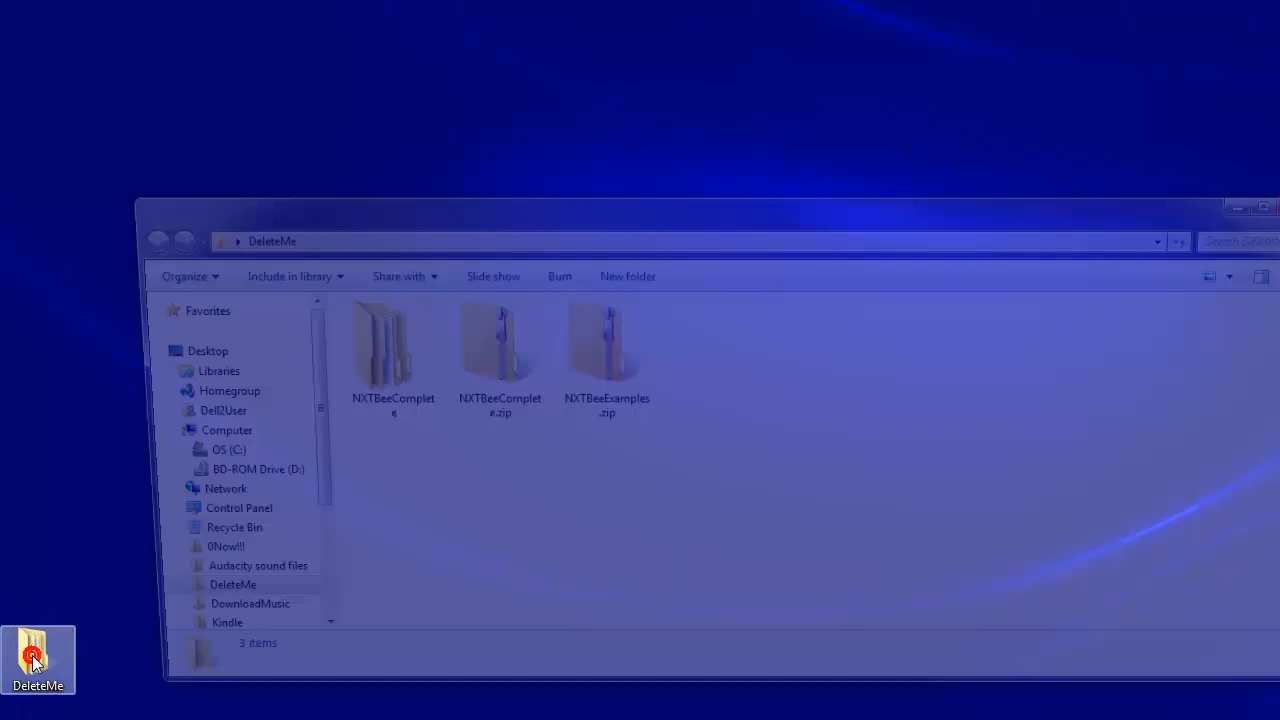 DeleteMe
Organize
Include in library
Share with
Slide show
Burn
New folder
Favorites
Desktop
Libraries
Homegroup
Dell2User
Computer
OS (C:)
BD-ROM Drive (D:)
Network
Control Panel
Recycle Bin
0Now!!!
Audacity sound files
DeleteMe
DownloadMusic
Kindle
NXTBeeComplet
e
NXTBeeComplet
e.zip
NXTBeeExamples
.zip
3 items
DeleteMe